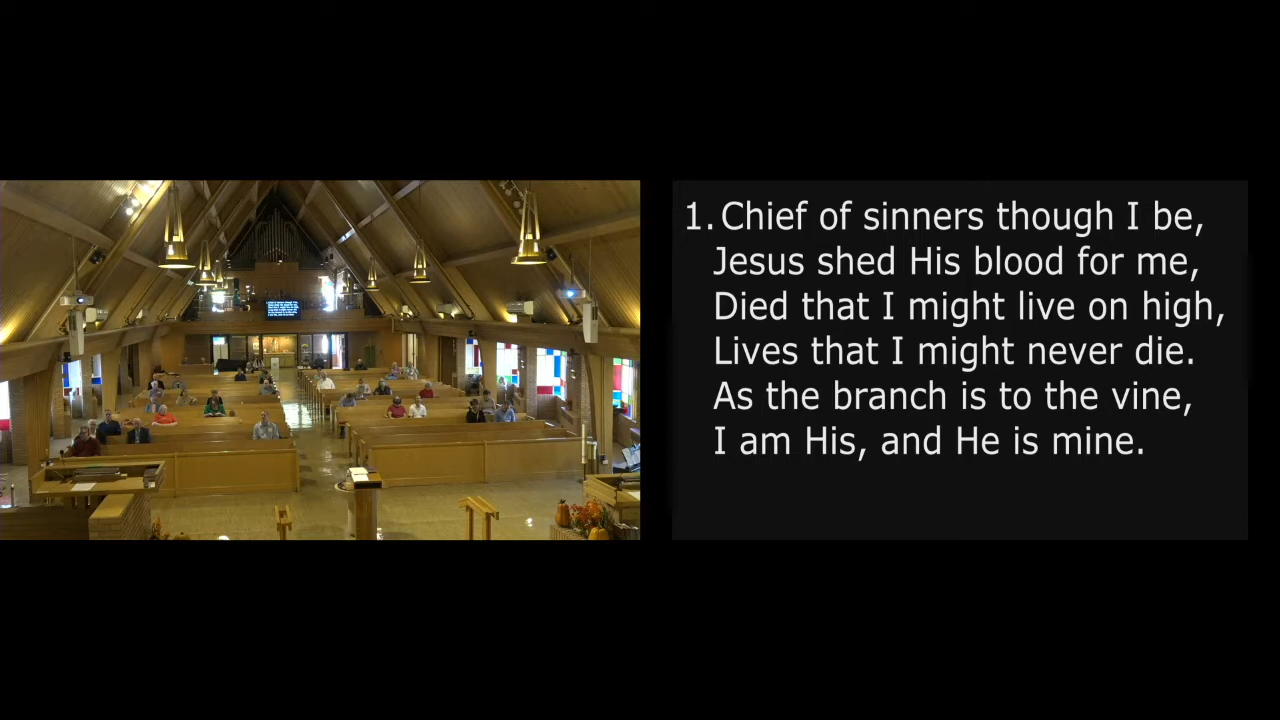 1. Chief of sinners though I be,
Jesus shed His blood for me,
Died that I might live on high,
Lives that I might never die.
As the branch is to the vine,
I am His, and He is mine.